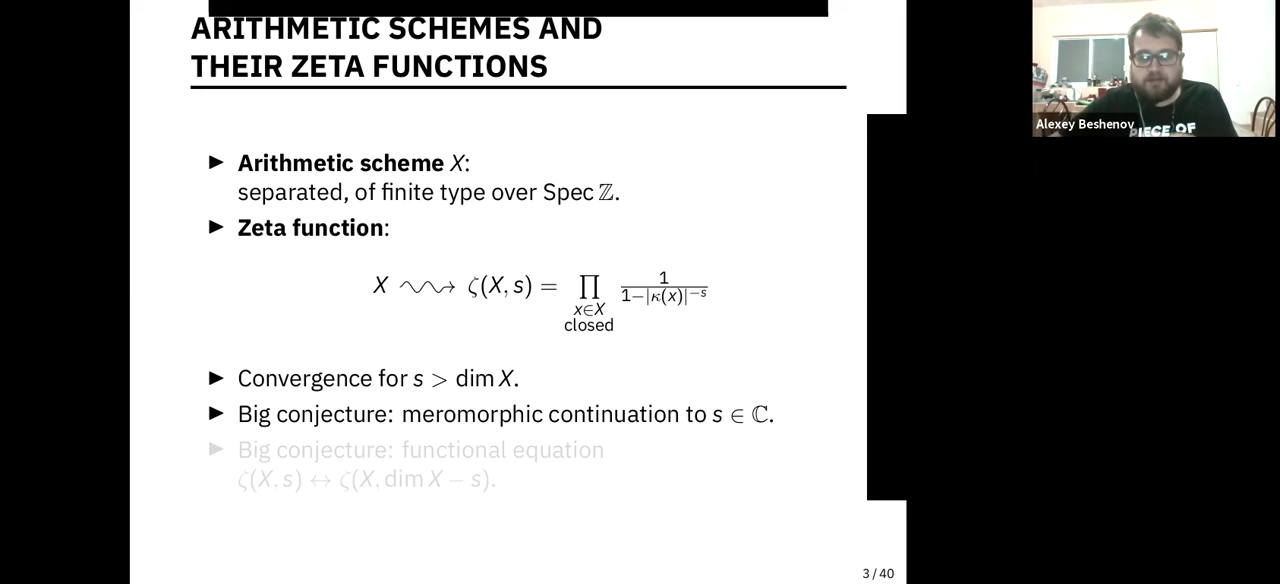 ARITHMETIC SCHEMES AND
THEIR ZETA FUNCTIONS
► Arithmetic scheme X:
separated, of finite type over Spec ℤ.
► Zeta function:
X ⇝ ζ(X, s) = ∏_{x∈X closed} 1/(1−|κ(x)|^{−s})
► Convergence for s > dim X.
► Big conjecture: meromorphic continuation to s ∈ ℂ.
► Big conjecture: functional equation
ζ(X, s) ↔ ζ(X, dim X − s).
3 / 40
Alexey Beshenov
PIECE OF